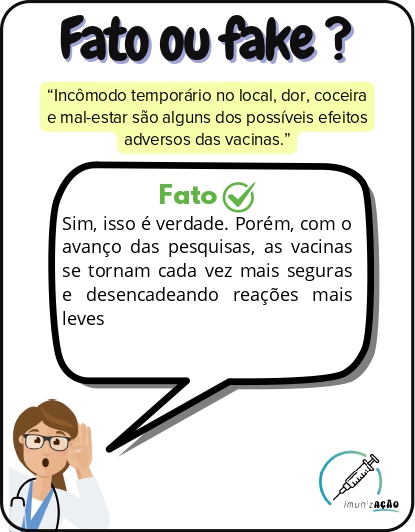 Fato ou fake ?
“Incômodo temporário no local, dor, coceira
e mal-estar são alguns dos possíveis efeitos
adversos das vacinas.”
Fato
Sim, isso é verdade. Porém, com o
avanço das pesquisas, as vacinas
se tornam cada vez mais seguras
e desencadeando reações mais
leves
imunizAÇÃO